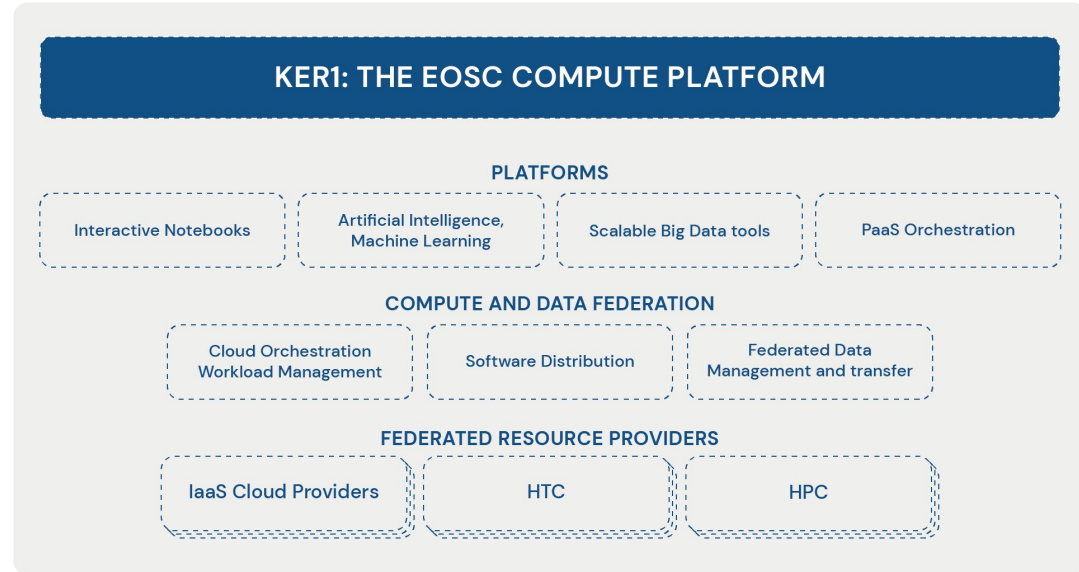 KER1: THE EOSC COMPUTE PLATFORM
PLATFORMS
Interactive Notebooks
Artificial Intelligence,
Machine Learning
Scalable Big Data tools
PaaS Orchestration
COMPUTE AND DATA FEDERATION
Cloud Orchestration
Workload Management
Software Distribution
Federated Data
Management and transfer
FEDERATED RESOURCE PROVIDERS
IaaS Cloud Providers
HTC
HPC